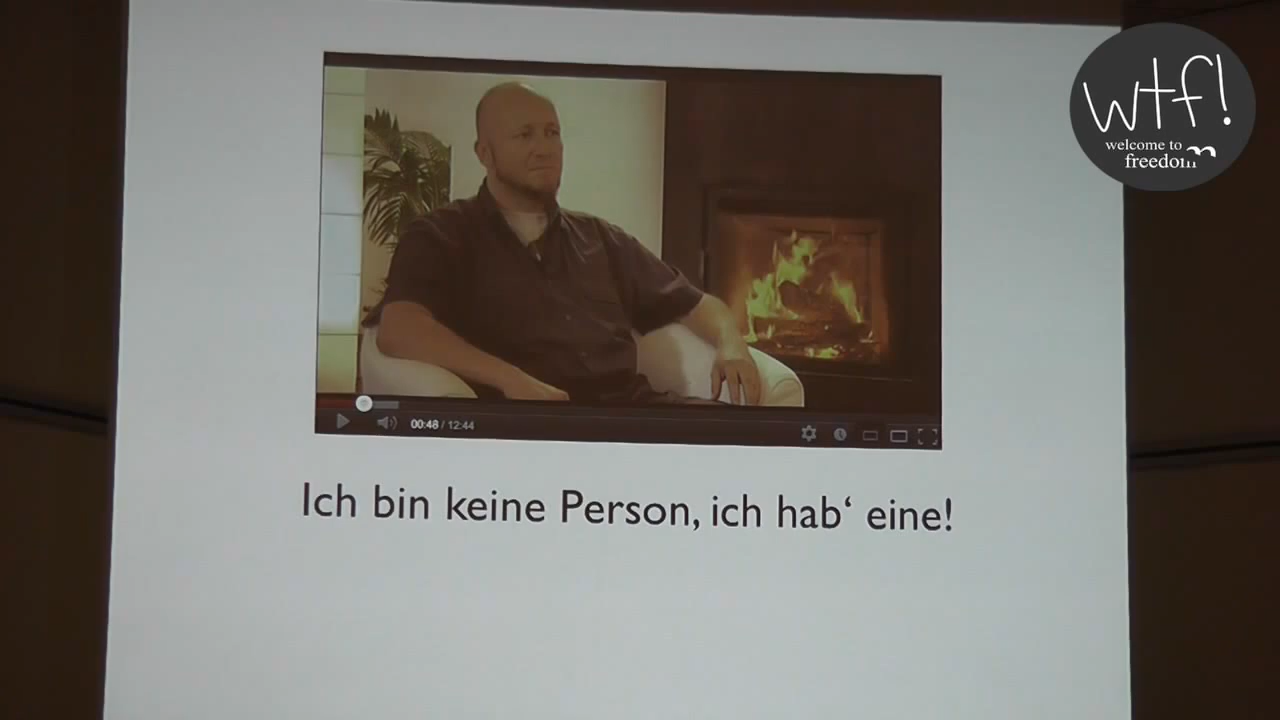 wtf!
welcome to
freedom
00:48 / 12:44
Ich bin keine Person, ich hab‘ eine!